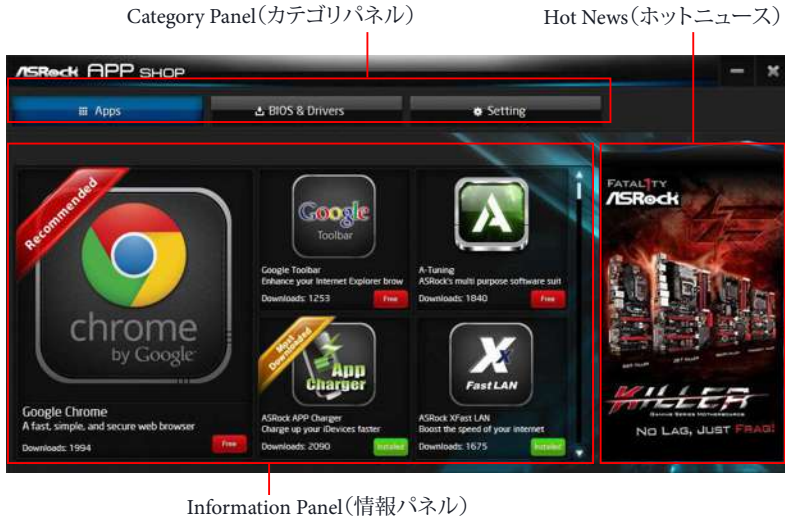 Category Panel（カテゴリパネル）
Hot News（ホットニュース）
ASRock APP SHOP
Apps
BIOS & Drivers
Setting
Recommended
chrome
by Google
Google Chrome
A fast, simple, and secure web browser
Downloads: 1994
Free
Google
Toolbar
Google Toolbar
Enhance your Internet Explorer brow
Downloads: 1253
Free
A-Tuning
ASRock's multi purpose software suit
Downloads: 1840
Free
Most
Downloaded
App
Charger
ASRock APP Charger
Charge up your iDevices faster
Downloads: 2090
Installed
Fast LAN
ASRock XFast LAN
Boost the speed of your internet
Downloads: 1675
Installed
FATAL1TY
ASRock
KILLER
GAMING SERIES MOTHERBOARDS
NO LAG, JUST FRAG!
Information Panel（情報パネル）